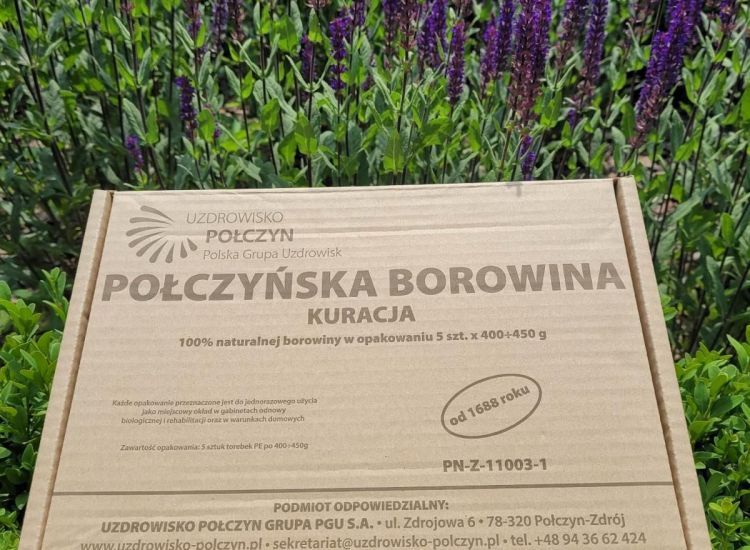 UZDROWISKO
POŁCZYN
Polska Grupa Uzdrowisk
POŁCZYŃSKA BOROWINA
KURACJA
100% naturalnej borowiny w opakowaniu 5 szt. x 400÷450 g
Każde opakowanie przeznaczone jest do jednorazowego użycia
jako miejscowy okład w gabinetach odnowy
biologicznej i rehabilitacji oraz w warunkach domowych
Zawartość opakowania: 5 sztuk torebek PE po 400÷450g
od 1688 roku
PN-Z-11003-1
PODMIOT ODPOWIEDZIALNY:
UZDROWISKO POŁCZYN GRUPA PGU S.A. • ul. Zdrojowa 6 • 78-320 Połczyn-Zdrój
www.uzdrowisko-polczyn.pl • sekretariat@uzdrowisko-polczyn.pl • tel. +48 94 36 62 424